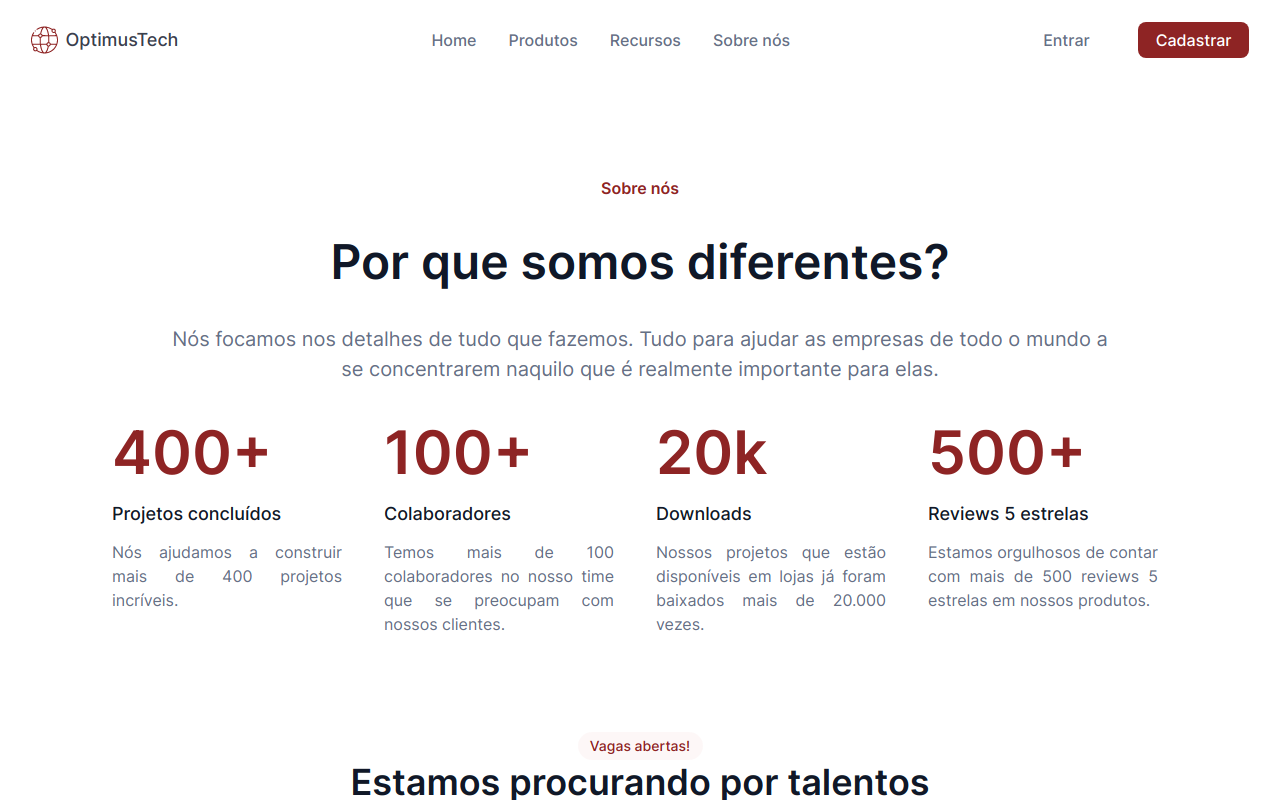 OptimusTech
Home Produtos Recursos Sobre nós
Entrar Cadastrar
Sobre nós
Por que somos diferentes?
Nós focamos nos detalhes de tudo que fazemos. Tudo para ajudar as empresas de todo o mundo a
se concentrarem naquilo que é realmente importante para elas.
400+
Projetos concluídos
Nós ajudamos a construir
mais de 400 projetos
incríveis.
100+
Colaboradores
Temos mais de 100
colaboradores no nosso time
que se preocupam com
nossos clientes.
20k
Downloads
Nossos projetos que estão
disponíveis em lojas já foram
baixados mais de 20.000
vezes.
500+
Reviews 5 estrelas
Estamos orgulhosos de contar
com mais de 500 reviews 5
estrelas em nossos produtos.
Vagas abertas!
Estamos procurando por talentos